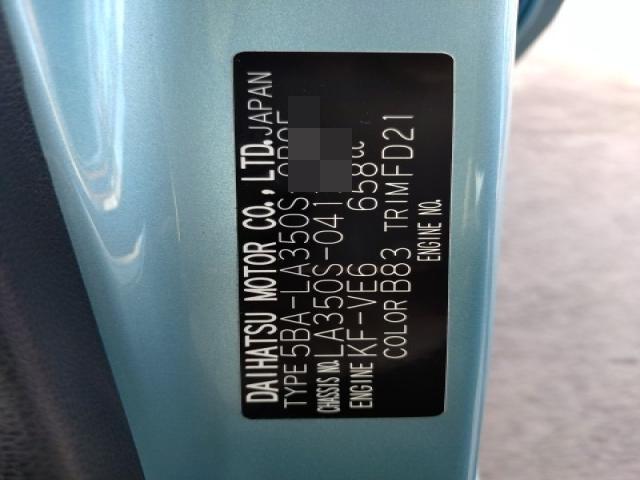 DAIHATSU MOTOR CO., LTD. JAPAN
TYPE 5BA-LA350S
CHASSIS NO. LA350S-041
ENGINE KF-VE6 658cc
COLOR B83 TRIM FD21
ENGINE NO.